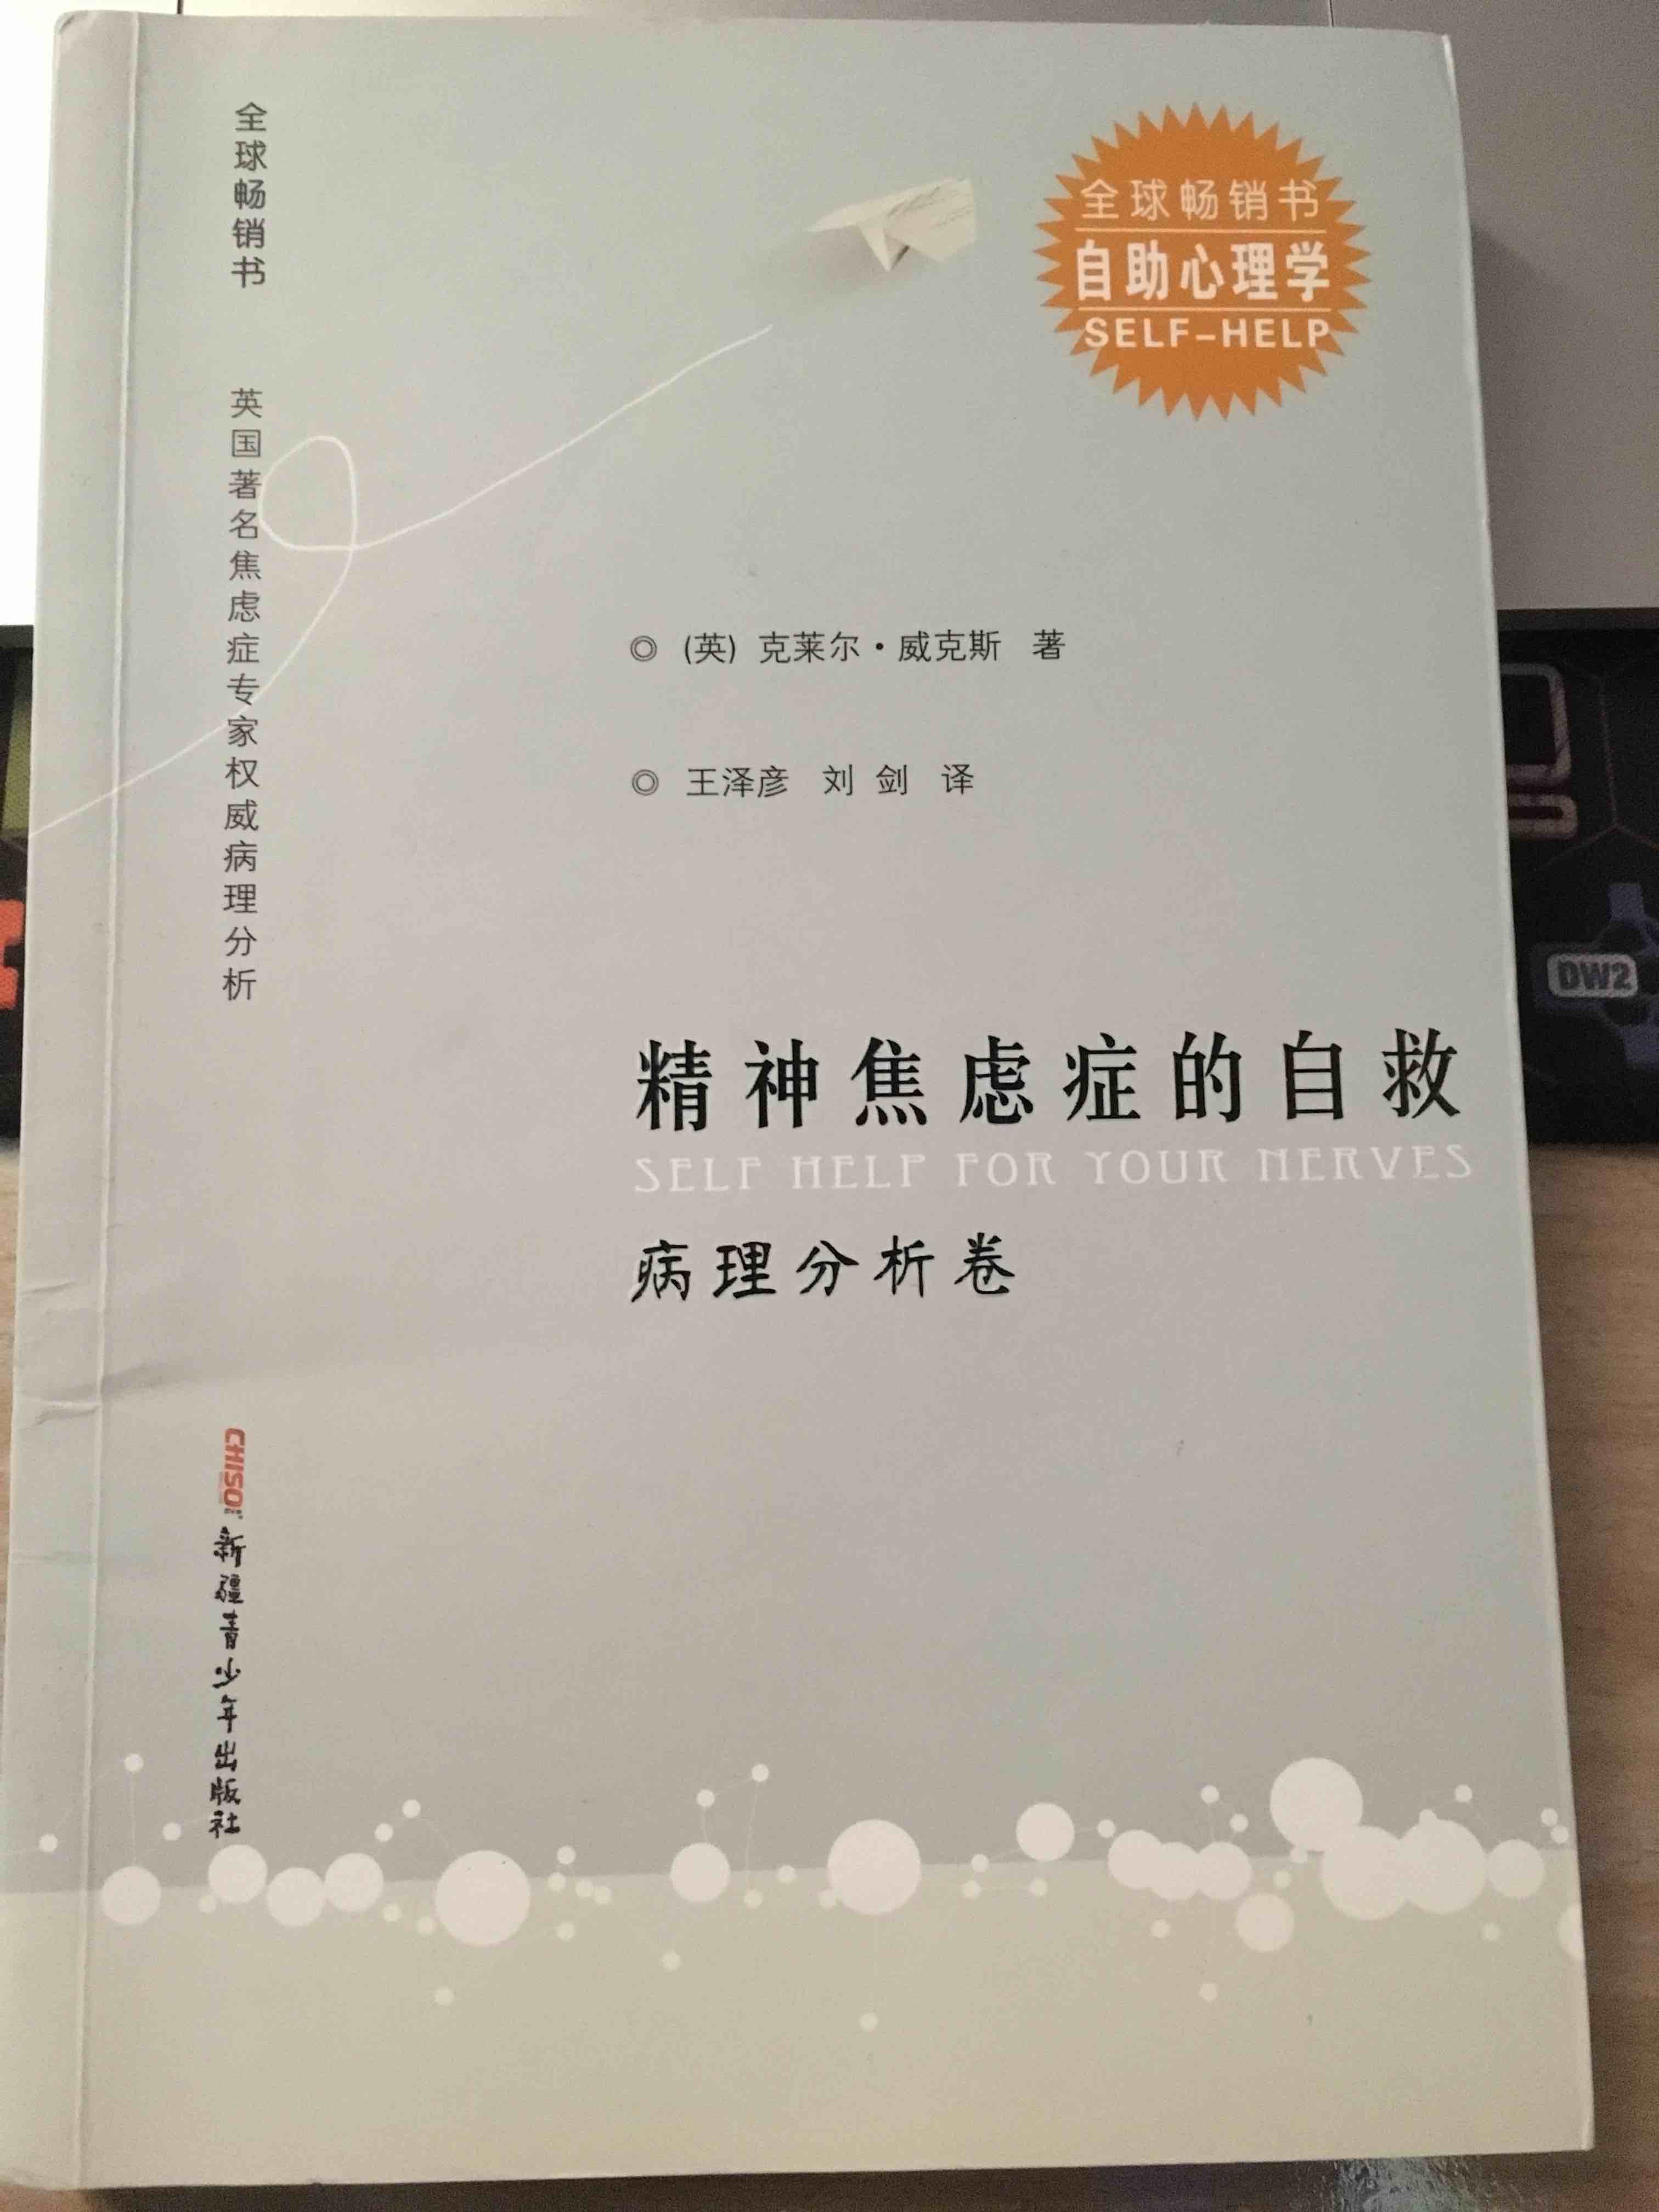 全球畅销书
英国著名焦虑症专家权威病理分析
全球畅销书
自助心理学
SELF-HELP
◎ (英) 克莱尔·威克斯 著
◎ 王泽彦 刘剑 译
精神焦虑症的自救
SELF HELP FOR YOUR NERVES
病理分析卷
CHISO
新疆青少年出版社
DW2